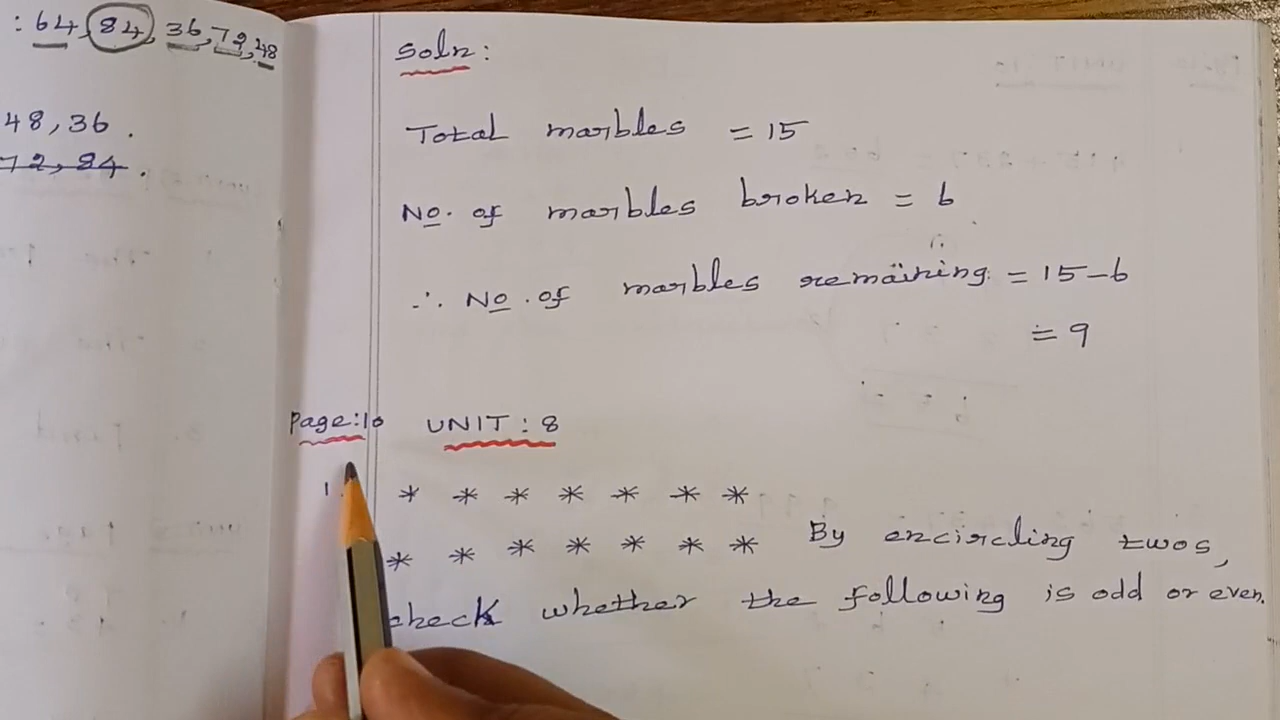 : 64, 84, 36, 72, 48
48, 36 .
72, 84 .
Soln :
Total marbles = 15
No. of marbles broken = 6
∴ No. of marbles remaining = 15 - 6
= 9
Page: 10 UNIT : 8
1. * * * * * * *
* * * * * * * By encircling twos,
check whether the following is odd or even.